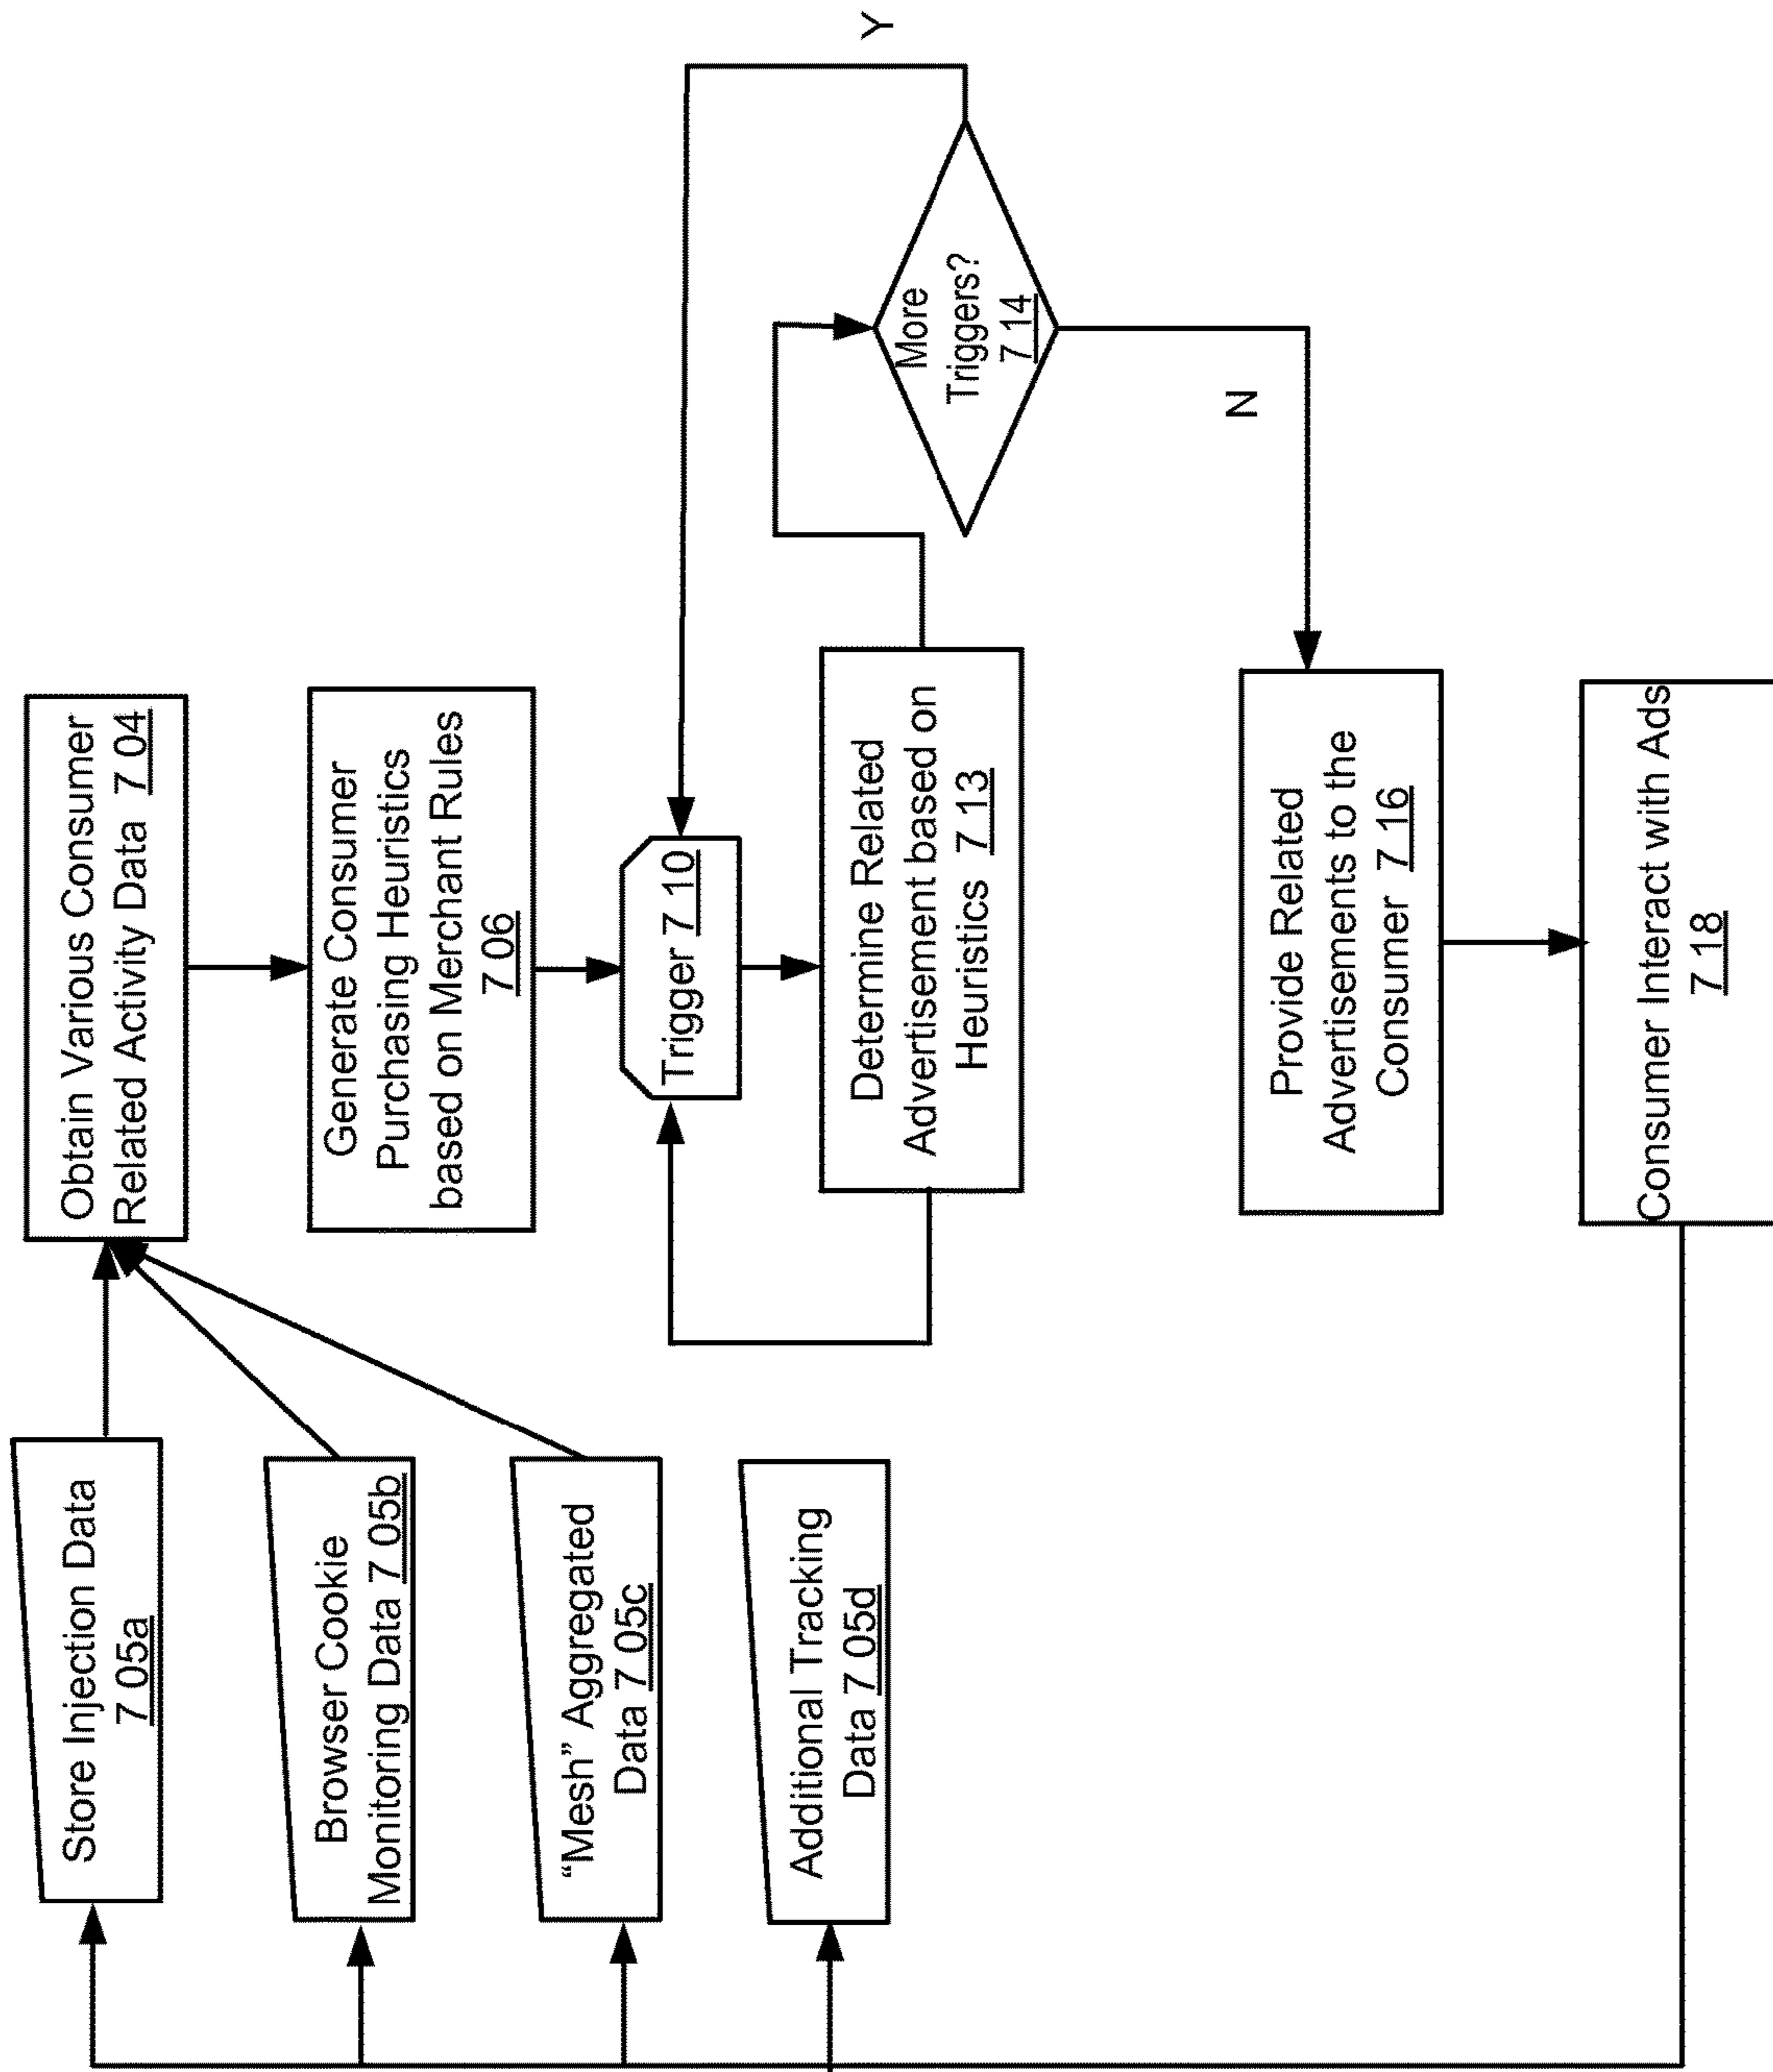 Store Injection Data
7 05a
Browser Cookie
Monitoring Data 7 05b
“Mesh” Aggregated
Data 7 05c
Additional Tracking
Data 7 05d
Obtain Various Consumer
Related Activity Data 7 04
Generate Consumer
Purchasing Heuristics
based on Merchant Rules
7 06
Trigger 7 10
Determine Related
Advertisement based on
Heuristics 7 13
More
Triggers?
7 14
Y
N
Provide Related
Advertisements to the
Consumer 7 16
Consumer Interact with Ads
7 18